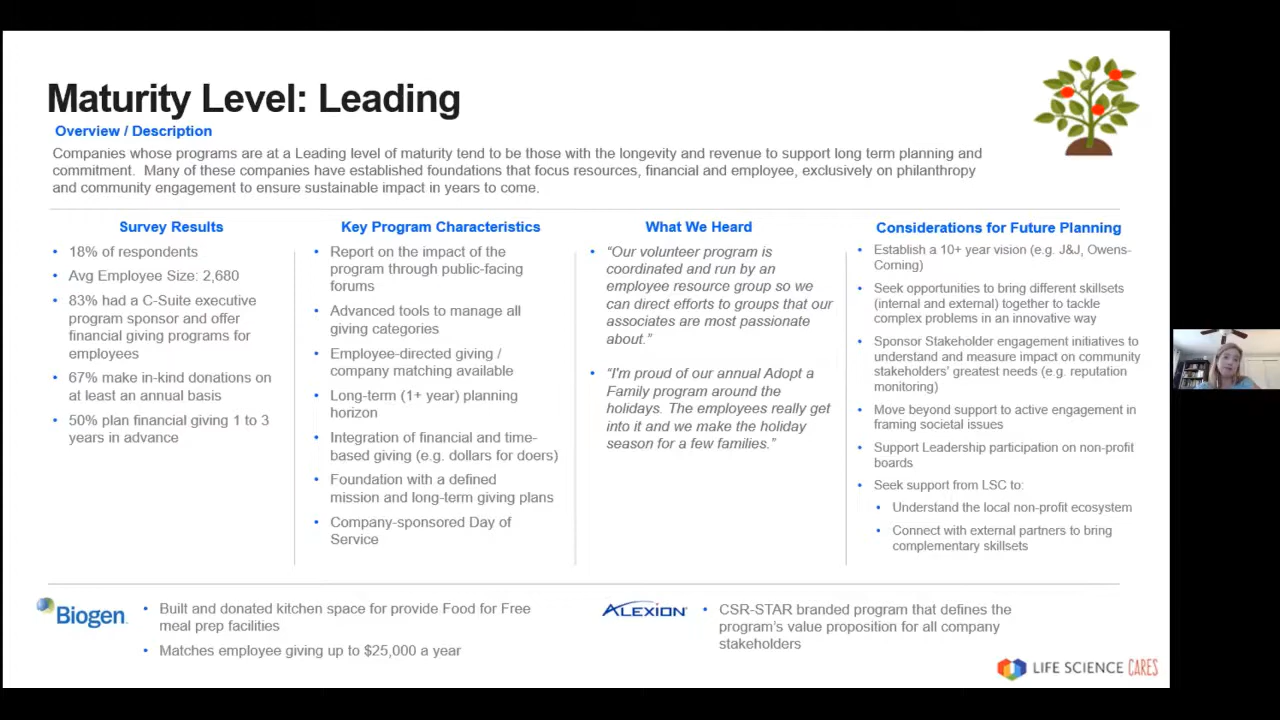 Maturity Level: Leading
Overview / Description
Companies whose programs are at a Leading level of maturity tend to be those with the longevity and revenue to support long term planning and
commitment. Many of these companies have established foundations that focus resources, financial and employee, exclusively on philanthropy
and community engagement to ensure sustainable impact in years to come.
Survey Results
• 18% of respondents
• Avg Employee Size: 2,680
• 83% had a C-Suite executive
program sponsor and offer
financial giving programs for
employees
• 67% make in-kind donations on
at least an annual basis
• 50% plan financial giving 1 to 3
years in advance
Key Program Characteristics
• Report on the impact of the
program through public-facing
forums
• Advanced tools to manage all
giving categories
• Employee-directed giving /
company matching available
• Long-term (1+ year) planning
horizon
• Integration of financial and time-
based giving (e.g. dollars for doers)
• Foundation with a defined
mission and long-term giving plans
• Company-sponsored Day of
Service
What We Heard
• “Our volunteer program is
coordinated and run by an
employee resource group so we
can direct efforts to groups that our
associates are most passionate
about.”
• “I'm proud of our annual Adopt a
Family program around the
holidays. The employees really get
into it and we make the holiday
season for a few families.”
Considerations for Future Planning
• Establish a 10+ year vision (e.g. J&J, Owens-
Corning)
• Seek opportunities to bring different skillsets
(internal and external) together to tackle
complex problems in an innovative way
• Sponsor Stakeholder engagement initiatives to
understand and measure impact on community
stakeholders' greatest needs (e.g. reputation
monitoring)
• Move beyond support to active engagement in
framing societal issues
• Support Leadership participation on non-profit
boards
• Seek support from LSC to:
• Understand the local non-profit ecosystem
• Connect with external partners to bring
complementary skillsets
Biogen
• Built and donated kitchen space for provide Food for Free
meal prep facilities
• Matches employee giving up to $25,000 a year
ALEXION
• CSR-STAR branded program that defines the
program's value proposition for all company
stakeholders
LIFE SCIENCE CARES